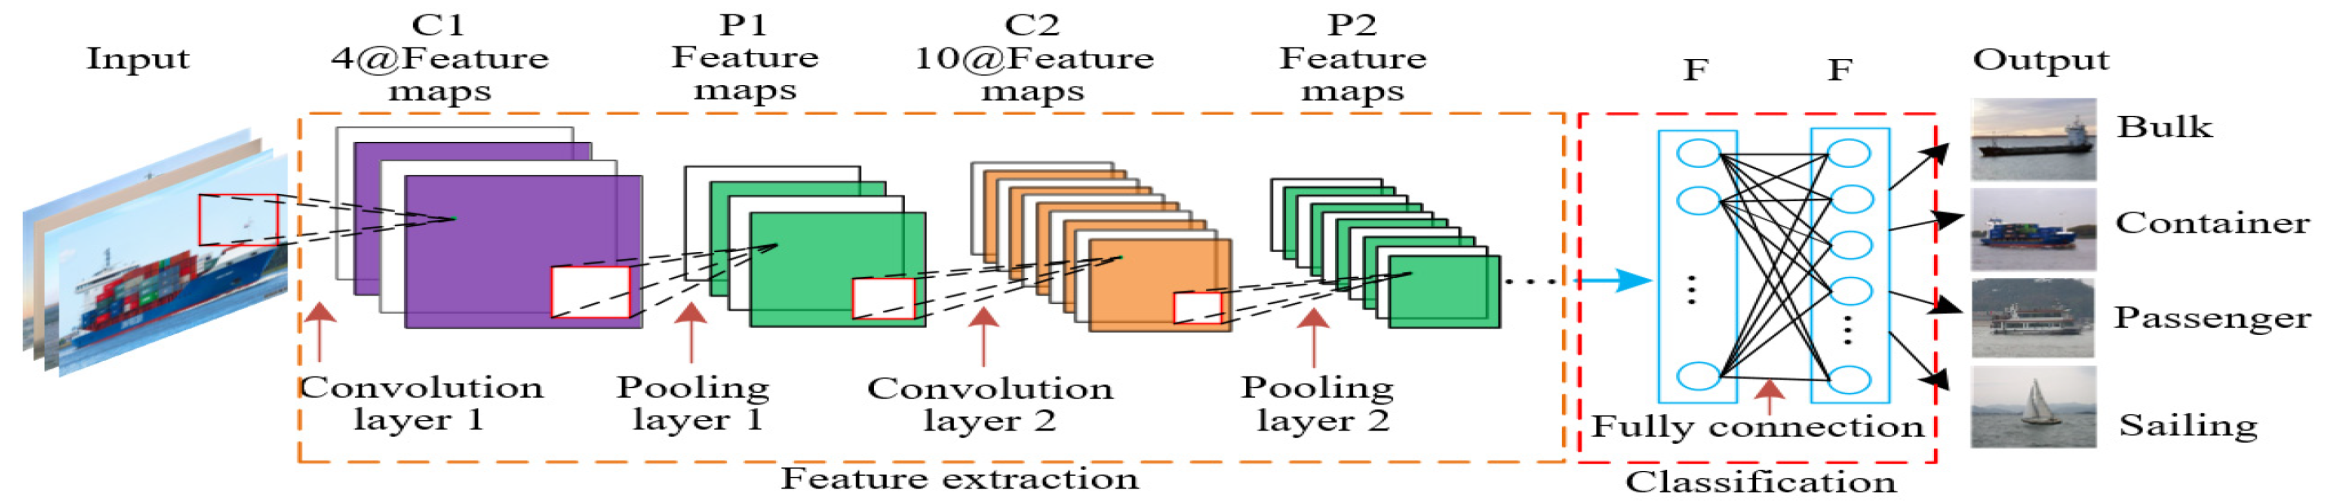 Input
C1
4@Feature
maps
P1
Feature
maps
C2
10@Feature
maps
P2
Feature
maps
F
F
Output
Bulk
Container
Passenger
Sailing
Convolution
layer 1
Pooling
layer 1
Convolution
layer 2
Pooling
layer 2
Fully connection
Feature extraction
Classification